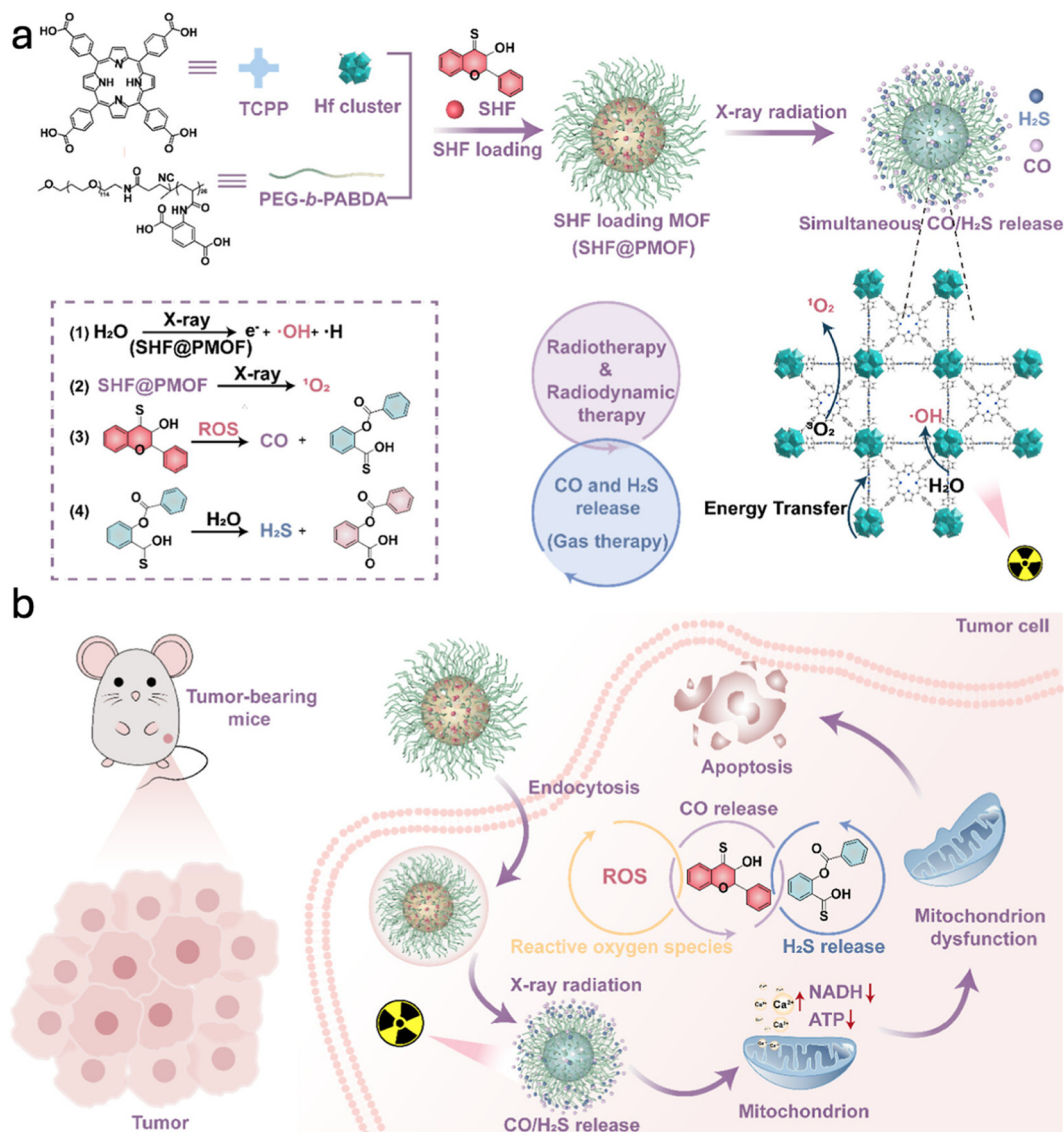 a
TCPP
Hf cluster
PEG-b-PABDA
SHF
SHF loading
SHF loading MOF
(SHF@PMOF)
X-ray radiation
H₂S
CO
Simultaneous CO/H₂S release
(1) H₂O X-ray (SHF@PMOF) e⁻ + ·OH + ·H
(2) SHF@PMOF X-ray ¹O₂
(3) ROS CO +
(4) H₂O H₂S +
Radiotherapy
&
Radiodynamic
therapy
CO and H₂S
release
(Gas therapy)
¹O₂
³O₂
·OH
H₂O
Energy Transfer
b
Tumor-bearing
mice
Tumor
Tumor cell
Endocytosis
Apoptosis
CO release
ROS
Reactive oxygen species
H₂S release
X-ray radiation
CO/H₂S release
Ca²⁺
NADH
ATP
Mitochondrion
Mitochondrion
dysfunction